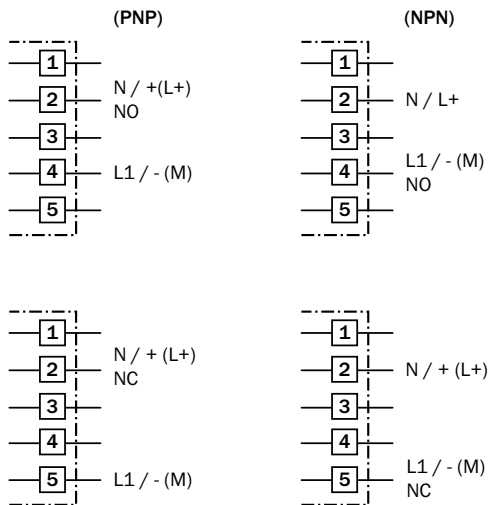 (PNP)
1
2
N / +(L+)
NO
3
4
L1 / - (M)
5
(NPN)
1
2
N / L+
3
4
L1 / - (M)
NO
5
1
2
N / + (L+)
NC
3
4
5
L1 / - (M)
1
2
N / + (L+)
3
4
5
L1 / - (M)
NC